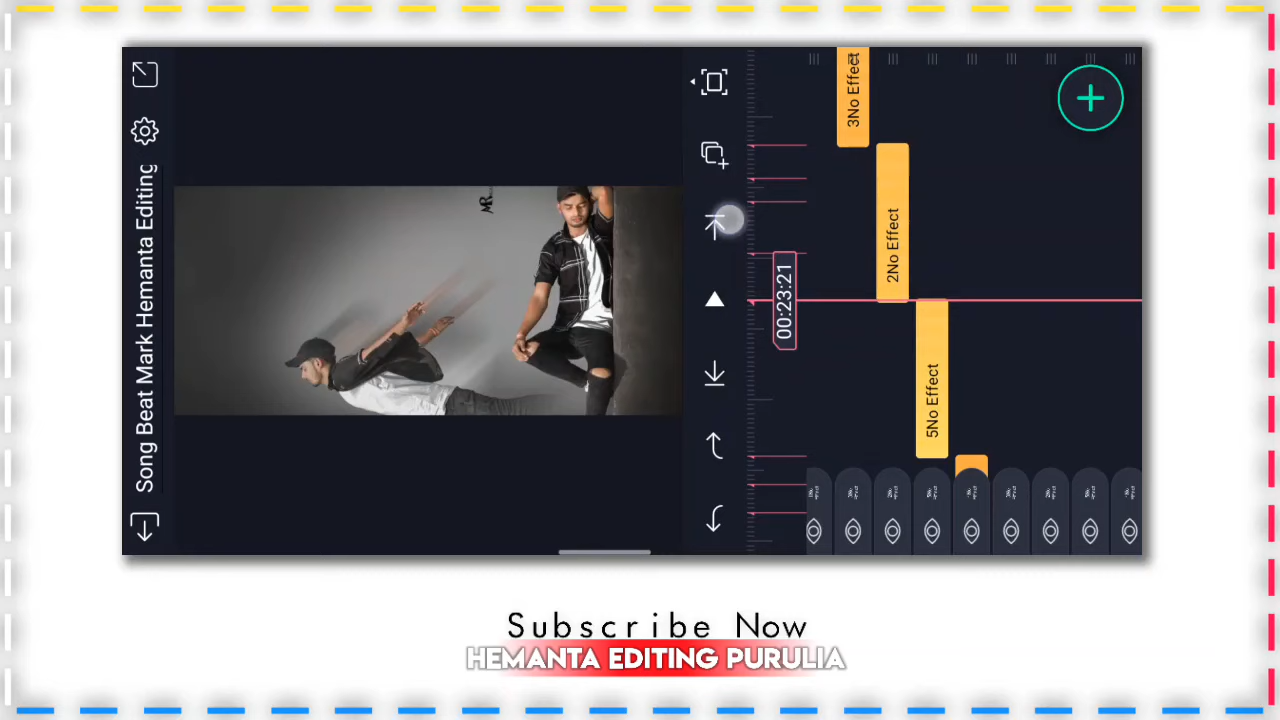 Song Beat Mark Hemanta Editing
00:23:21
3No Effect
2No Effect
5No Effect
Subscribe Now
HEMANTA EDITING PURULIA